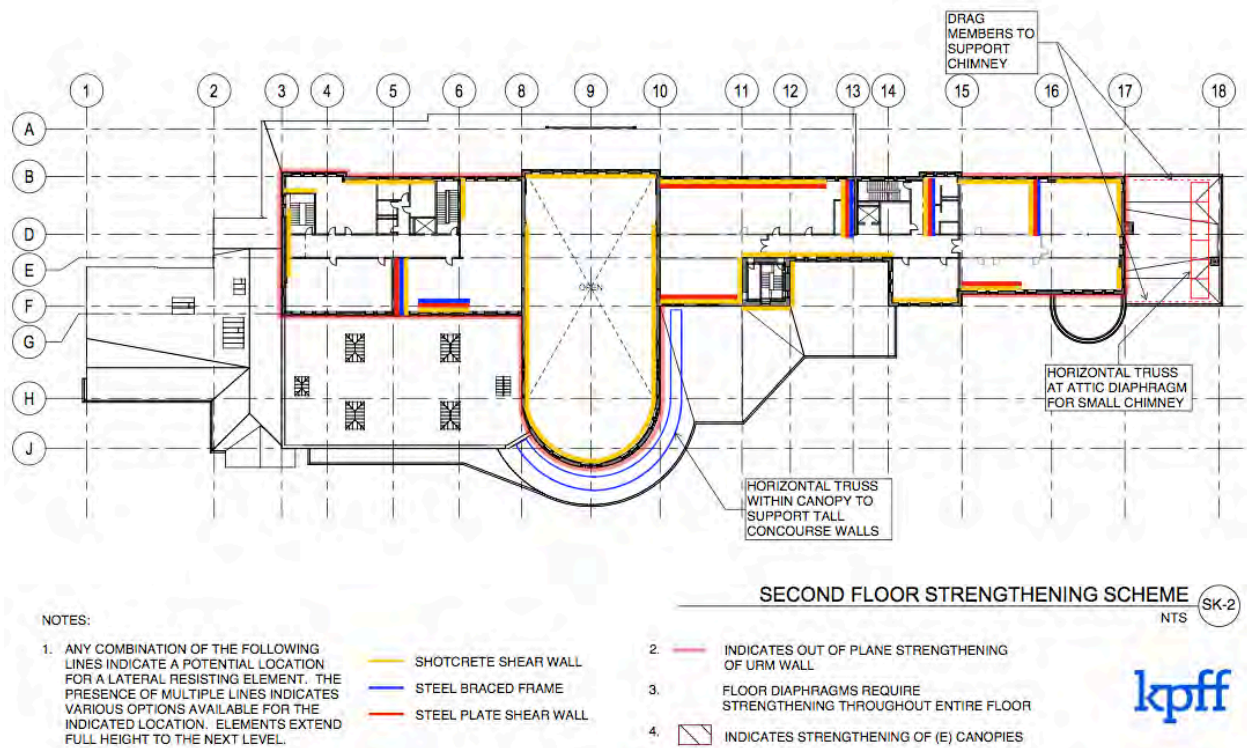 DRAG
MEMBERS TO
SUPPORT
CHIMNEY
1 2 3 4 5 6 8 9 10 11 12 13 14 15 16 17 18
A
B
D
E
F
G
H
J
OPEN
HORIZONTAL TRUSS
AT ATTIC DIAPHRAGM
FOR SMALL CHIMNEY
HORIZONTAL TRUSS
WITHIN CANOPY TO
SUPPORT TALL
CONCOURSE WALLS
SECOND FLOOR STRENGTHENING SCHEME
NTS
SK-2
NOTES:
1. ANY COMBINATION OF THE FOLLOWING
LINES INDICATE A POTENTIAL LOCATION
FOR A LATERAL RESISTING ELEMENT. THE
PRESENCE OF MULTIPLE LINES INDICATES
VARIOUS OPTIONS AVAILABLE FOR THE
INDICATED LOCATION. ELEMENTS EXTEND
FULL HEIGHT TO THE NEXT LEVEL.
SHOTCRETE SHEAR WALL
STEEL BRACED FRAME
STEEL PLATE SHEAR WALL
2. INDICATES OUT OF PLANE STRENGTHENING
OF URM WALL
3. FLOOR DIAPHRAGMS REQUIRE
STRENGTHENING THROUGHOUT ENTIRE FLOOR
4. INDICATES STRENGTHENING OF (E) CANOPIES
kpff